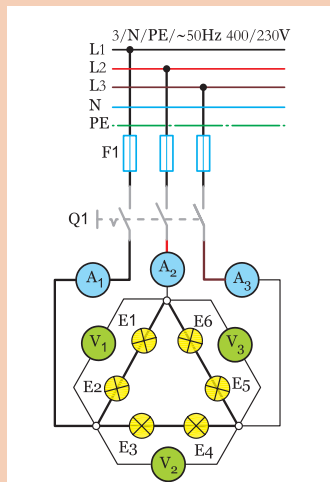 3/N/PE/~50Hz 400/230V
L1
L2
L3
N
PE
F1
Q1
A1
A2
A3
E1
E6
V1
V3
E2
E5
E3
E4
V2